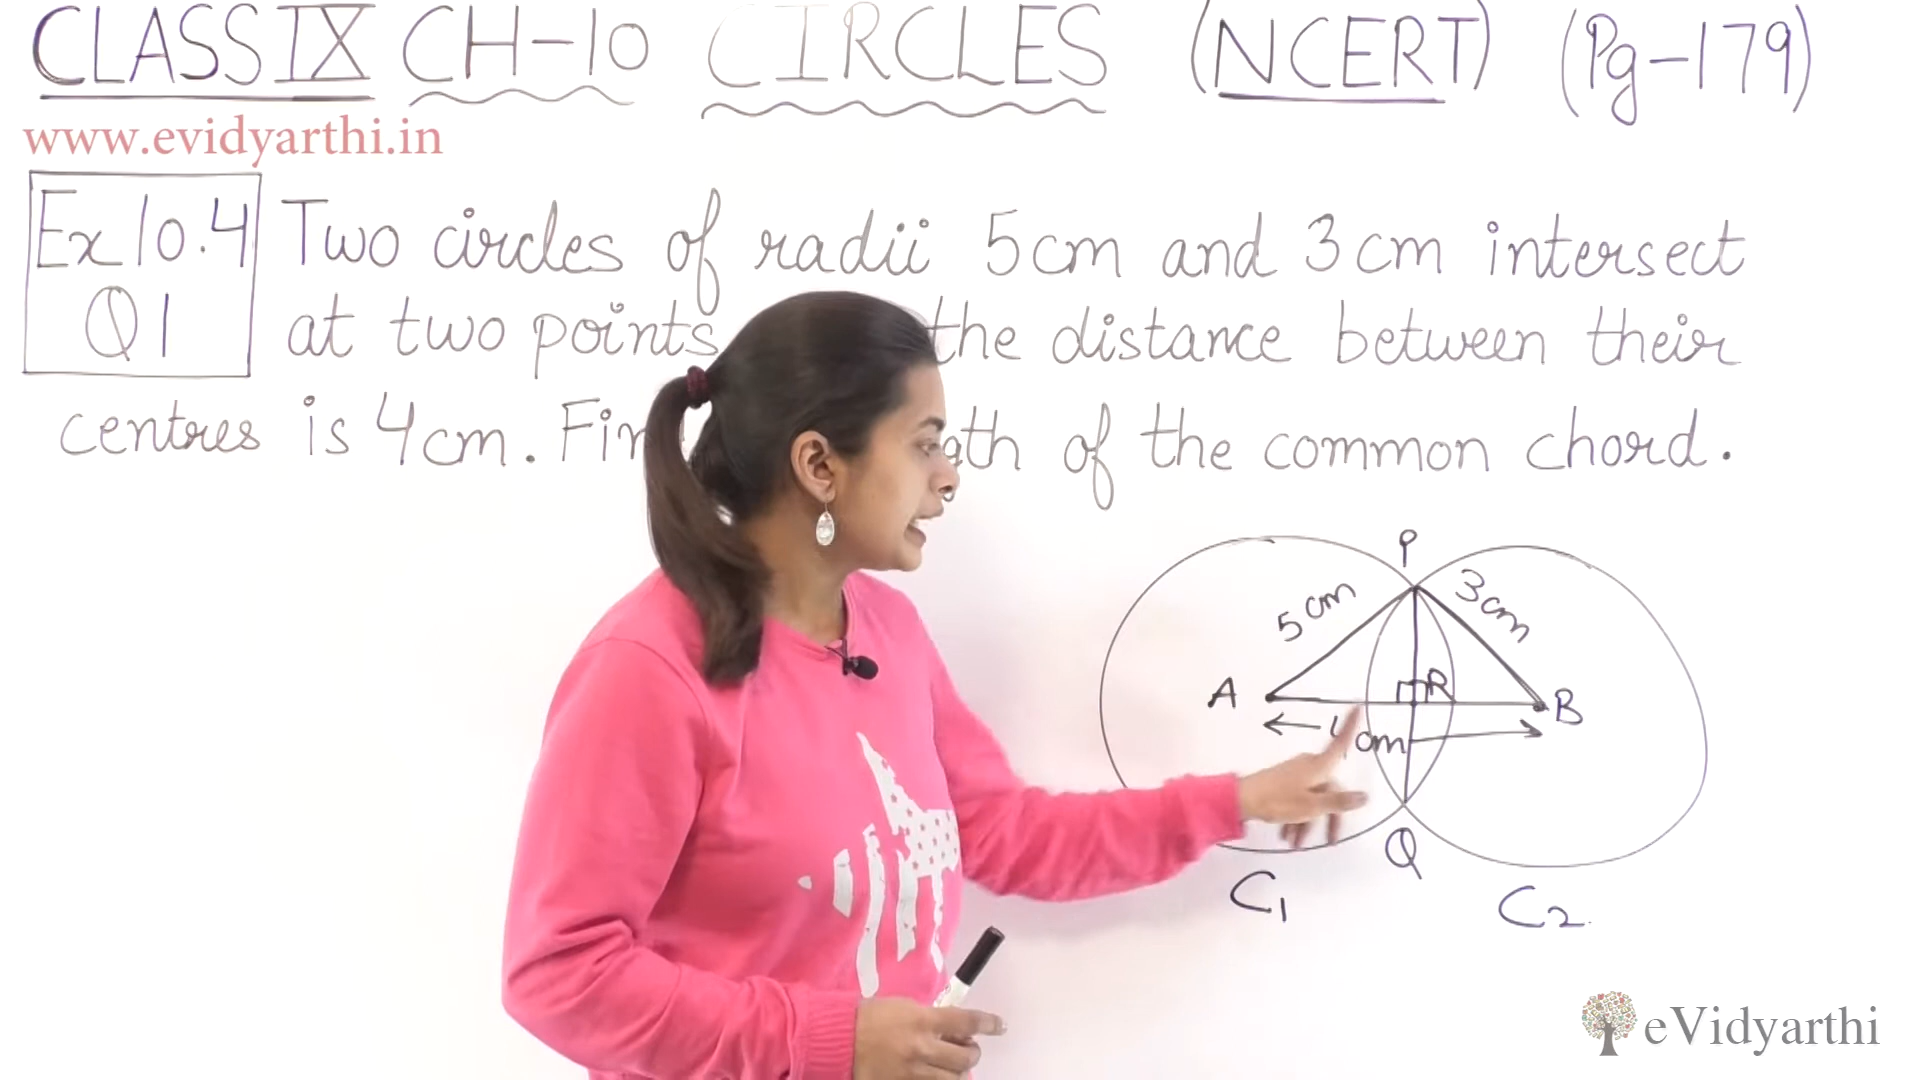 CLASS IX CH-10 CIRCLES (NCERT) (Pg-179)
www.evidyarthi.in
Ex 10.4 Two circles of radii 5cm and 3cm intersect
Q1 at two points the distance between their
centres is 4cm. of the common chord.
P
5cm 3cm
A R B
cm
Q
C1 C2.
eVidyarthi